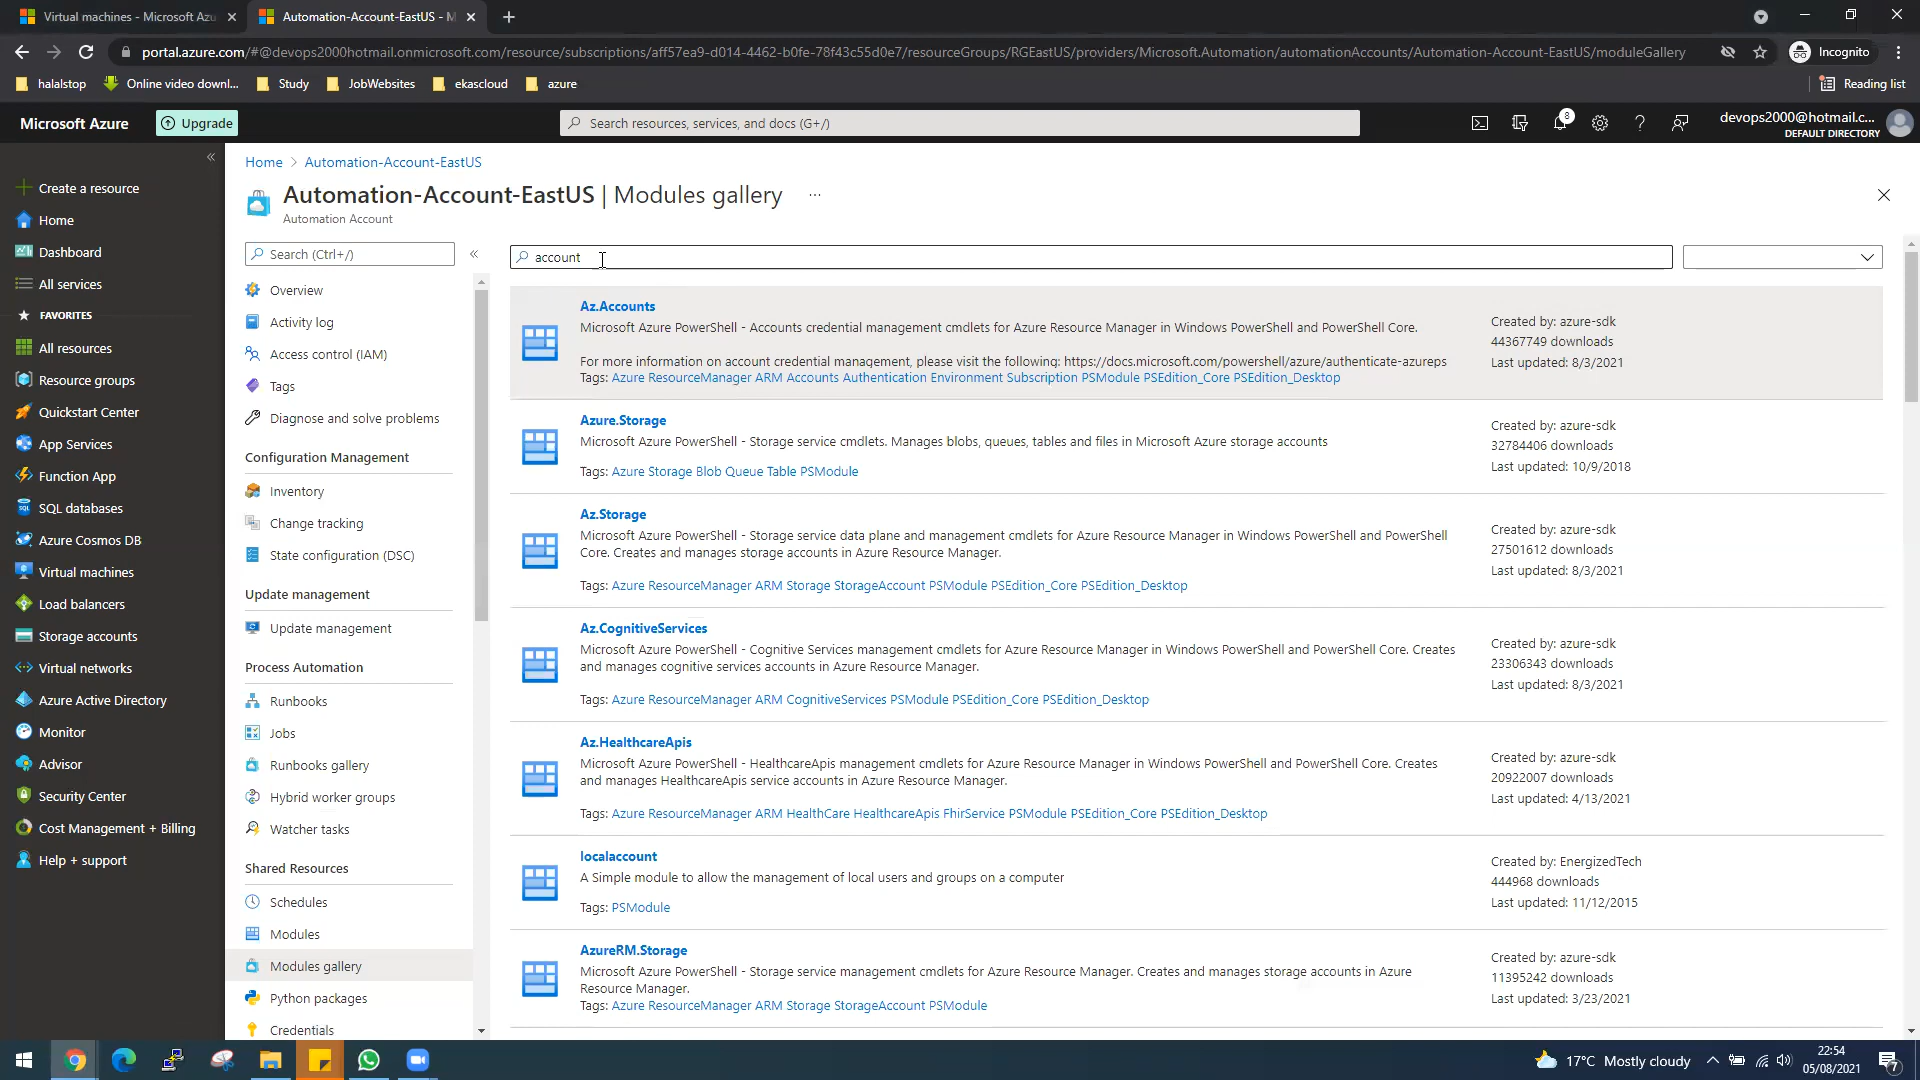 Virtual machines - Microsoft Azu
Automation-Account-EastUS - M
portal.azure.com/#@devops2000hotmail.onmicrosoft.com/resource/subscriptions/aff57ea9-d014-4462-b0fe-78f43c55d0e7/resourceGroups/RGEastUS/providers/Microsoft.Automation/automationAccounts/Automation-Account-EastUS/moduleGallery
Incognito
halalstop
Online video downl...
Study
JobWebsites
ekascloud
azure
Reading list
Microsoft Azure
Upgrade
Search resources, services, and docs (G+/)
8
devops2000@hotmail.c...
DEFAULT DIRECTORY
Create a resource
Home
Dashboard
All services
FAVORITES
All resources
Resource groups
Quickstart Center
App Services
Function App
SQL databases
Azure Cosmos DB
Virtual machines
Load balancers
Storage accounts
Virtual networks
Azure Active Directory
Monitor
Advisor
Security Center
Cost Management + Billing
Help + support
Home > Automation-Account-EastUS
Automation-Account-EastUS | Modules gallery ...
Automation Account
Search (Ctrl+/)
Overview
Activity log
Access control (IAM)
Tags
Diagnose and solve problems
Configuration Management
Inventory
Change tracking
State configuration (DSC)
Update management
Update management
Process Automation
Runbooks
Jobs
Runbooks gallery
Hybrid worker groups
Watcher tasks
Shared Resources
Schedules
Modules
Modules gallery
Python packages
Credentials
account
Az.Accounts
Microsoft Azure PowerShell - Accounts credential management cmdlets for Azure Resource Manager in Windows PowerShell and PowerShell Core.
For more information on account credential management, please visit the following: https://docs.microsoft.com/powershell/azure/authenticate-azureps
Tags: Azure ResourceManager ARM Accounts Authentication Environment Subscription PSModule PSEdition_Core PSEdition_Desktop
Created by: azure-sdk
44367749 downloads
Last updated: 8/3/2021
Azure.Storage
Microsoft Azure PowerShell - Storage service cmdlets. Manages blobs, queues, tables and files in Microsoft Azure storage accounts
Tags: Azure Storage Blob Queue Table PSModule
Created by: azure-sdk
32784406 downloads
Last updated: 10/9/2018
Az.Storage
Microsoft Azure PowerShell - Storage service data plane and management cmdlets for Azure Resource Manager in Windows PowerShell and PowerShell
Core. Creates and manages storage accounts in Azure Resource Manager.
Tags: Azure ResourceManager ARM Storage StorageAccount PSModule PSEdition_Core PSEdition_Desktop
Created by: azure-sdk
27501612 downloads
Last updated: 8/3/2021
Az.CognitiveServices
Microsoft Azure PowerShell - Cognitive Services management cmdlets for Azure Resource Manager in Windows PowerShell and PowerShell Core. Creates
and manages cognitive services accounts in Azure Resource Manager.
Tags: Azure ResourceManager ARM CognitiveServices PSModule PSEdition_Core PSEdition_Desktop
Created by: azure-sdk
23306343 downloads
Last updated: 8/3/2021
Az.HealthcareApis
Microsoft Azure PowerShell - HealthcareApis management cmdlets for Azure Resource Manager in Windows PowerShell and PowerShell Core. Creates
and manages HealthcareApis service accounts in Azure Resource Manager.
Tags: Azure ResourceManager ARM HealthCare HealthcareApis FhirService PSModule PSEdition_Core PSEdition_Desktop
Created by: azure-sdk
20922007 downloads
Last updated: 4/13/2021
localaccount
A Simple module to allow the management of local users and groups on a computer
Tags: PSModule
Created by: EnergizedTech
444968 downloads
Last updated: 11/12/2015
AzureRM.Storage
Microsoft Azure PowerShell - Storage service management cmdlets for Azure Resource Manager. Creates and manages storage accounts in Azure
Resource Manager.
Tags: Azure ResourceManager ARM Storage StorageAccount PSModule
Created by: azure-sdk
11395242 downloads
Last updated: 3/23/2021
17°C Mostly cloudy
22:54
05/08/2021
7